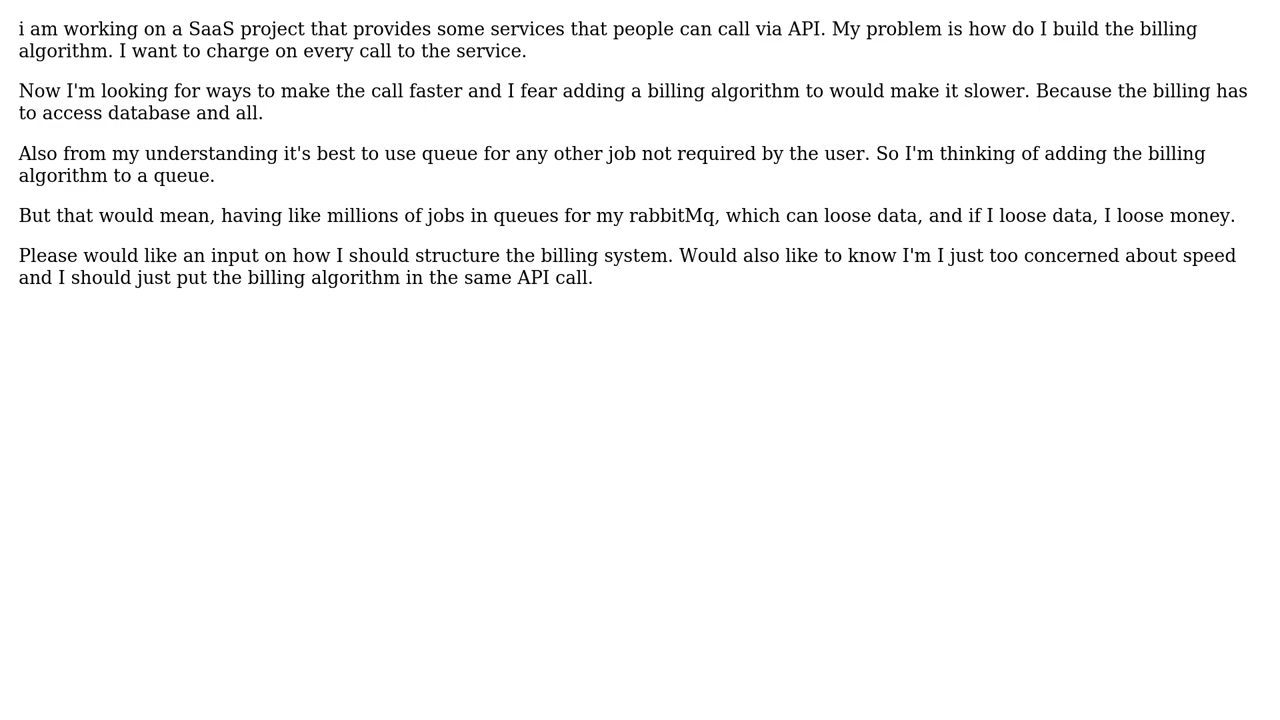 i am working on a SaaS project that provides some services that people can call via API. My problem is how do I build the billing
algorithm. I want to charge on every call to the service.
Now I'm looking for ways to make the call faster and I fear adding a billing algorithm to would make it slower. Because the billing has
to access database and all.
Also from my understanding it's best to use queue for any other job not required by the user. So I'm thinking of adding the billing
algorithm to a queue.
But that would mean, having like millions of jobs in queues for my rabbitMq, which can loose data, and if I loose data, I loose money.
Please would like an input on how I should structure the billing system. Would also like to know I'm I just too concerned about speed
and I should just put the billing algorithm in the same API call.